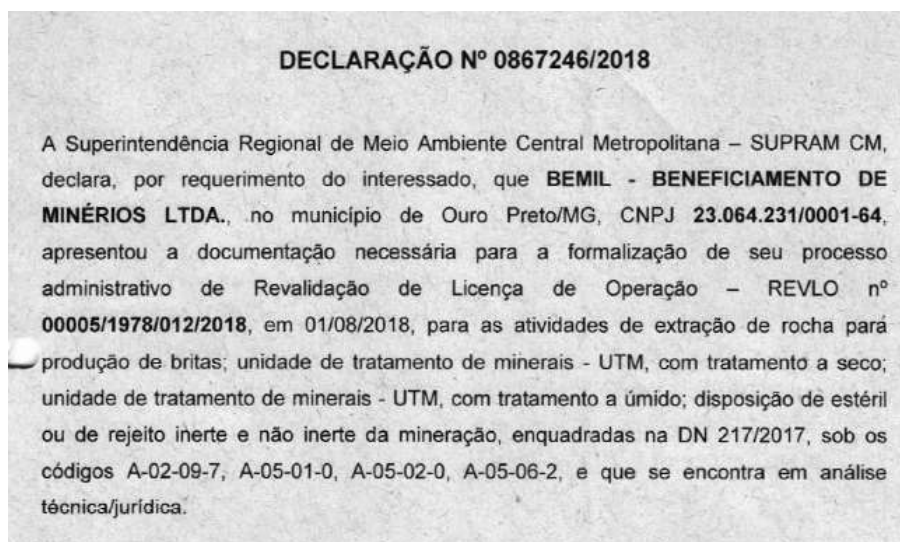 DECLARAÇÃO Nº 0867246/2018
A Superintendência Regional de Meio Ambiente Central Metropolitana – SUPRAM CM,
declara, por requerimento do interessado, que BEMIL - BENEFICIAMENTO DE
MINÉRIOS LTDA., no município de Ouro Preto/MG, CNPJ 23.064.231/0001-64,
apresentou a documentação necessária para a formalização de seu processo
administrativo de Revalidação de Licença de Operação – REVLO nº
00005/1978/012/2018, em 01/08/2018, para as atividades de extração de rocha pará
produção de britas; unidade de tratamento de minerais - UTM, com tratamento a seco;
unidade de tratamento de minerais - UTM, com tratamento a úmido; disposição de estéril
ou de rejeito inerte e não inerte da mineração, enquadradas na DN 217/2017, sob os
códigos A-02-09-7, A-05-01-0, A-05-02-0, A-05-06-2, e que se encontra em análise
técnica/jurídica.